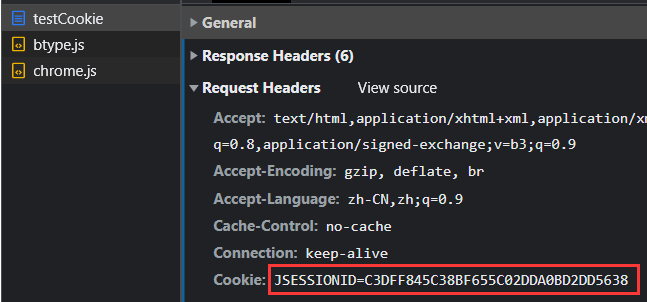 testCookie
btype.js
chrome.js
General
Response Headers (6)
Request Headers View source
Accept: text/html,application/xhtml+xml,application/xm
q=0.8,application/signed-exchange;v=b3;q=0.9
Accept-Encoding: gzip, deflate, br
Accept-Language: zh-CN,zh;q=0.9
Cache-Control: no-cache
Connection: keep-alive
Cookie: JSESSIONID=C3DFF845C38BF655C02DDA0BD2DD5638